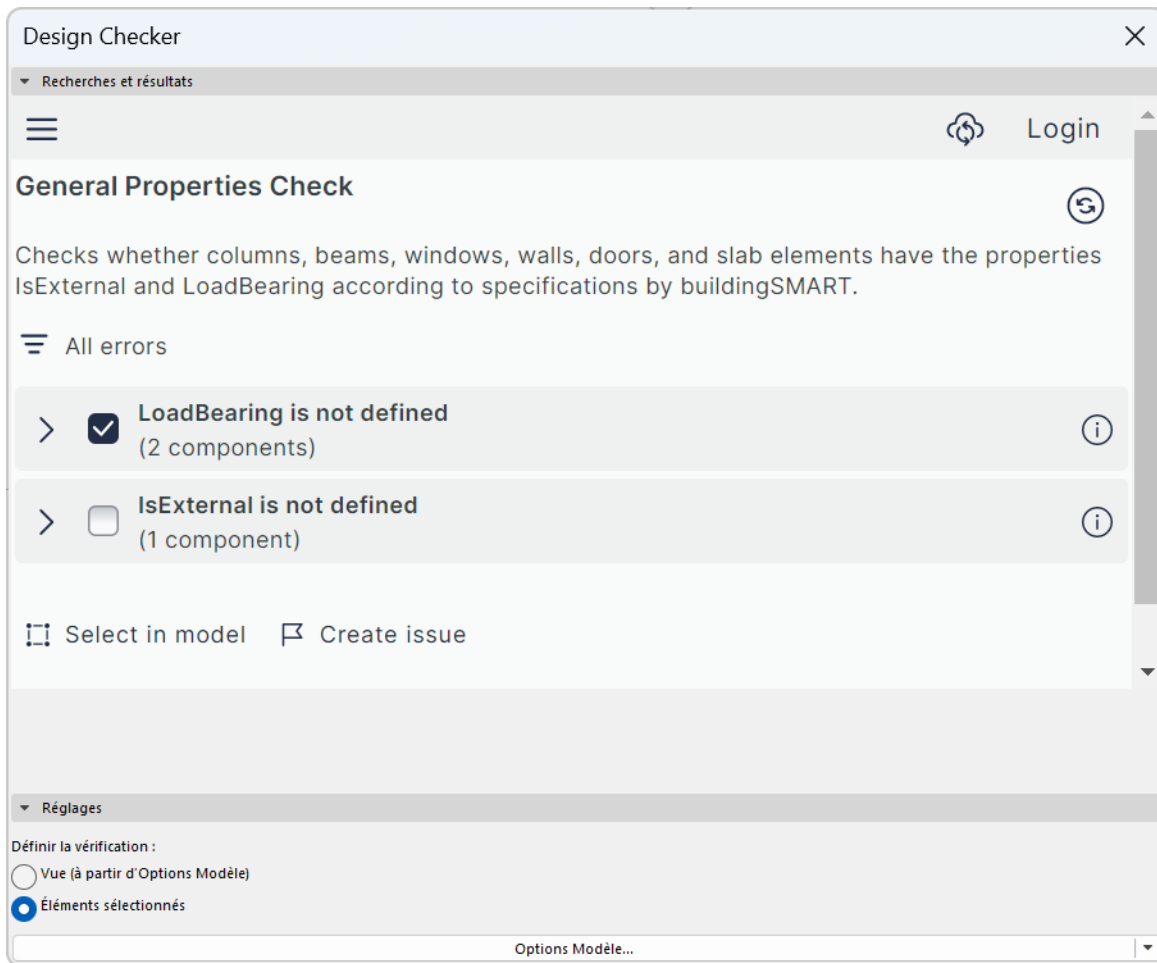 Design Checker
Recherches et résultats
Login
General Properties Check
Checks whether columns, beams, windows, walls, doors, and slab elements have the properties
IsExternal and LoadBearing according to specifications by buildingSMART.
All errors
LoadBearing is not defined
(2 components)
IsExternal is not defined
(1 component)
Select in model Create issue
Réglages
Définir la vérification :
Vue (à partir d'Options Modèle)
Éléments sélectionnés
Options Modèle...